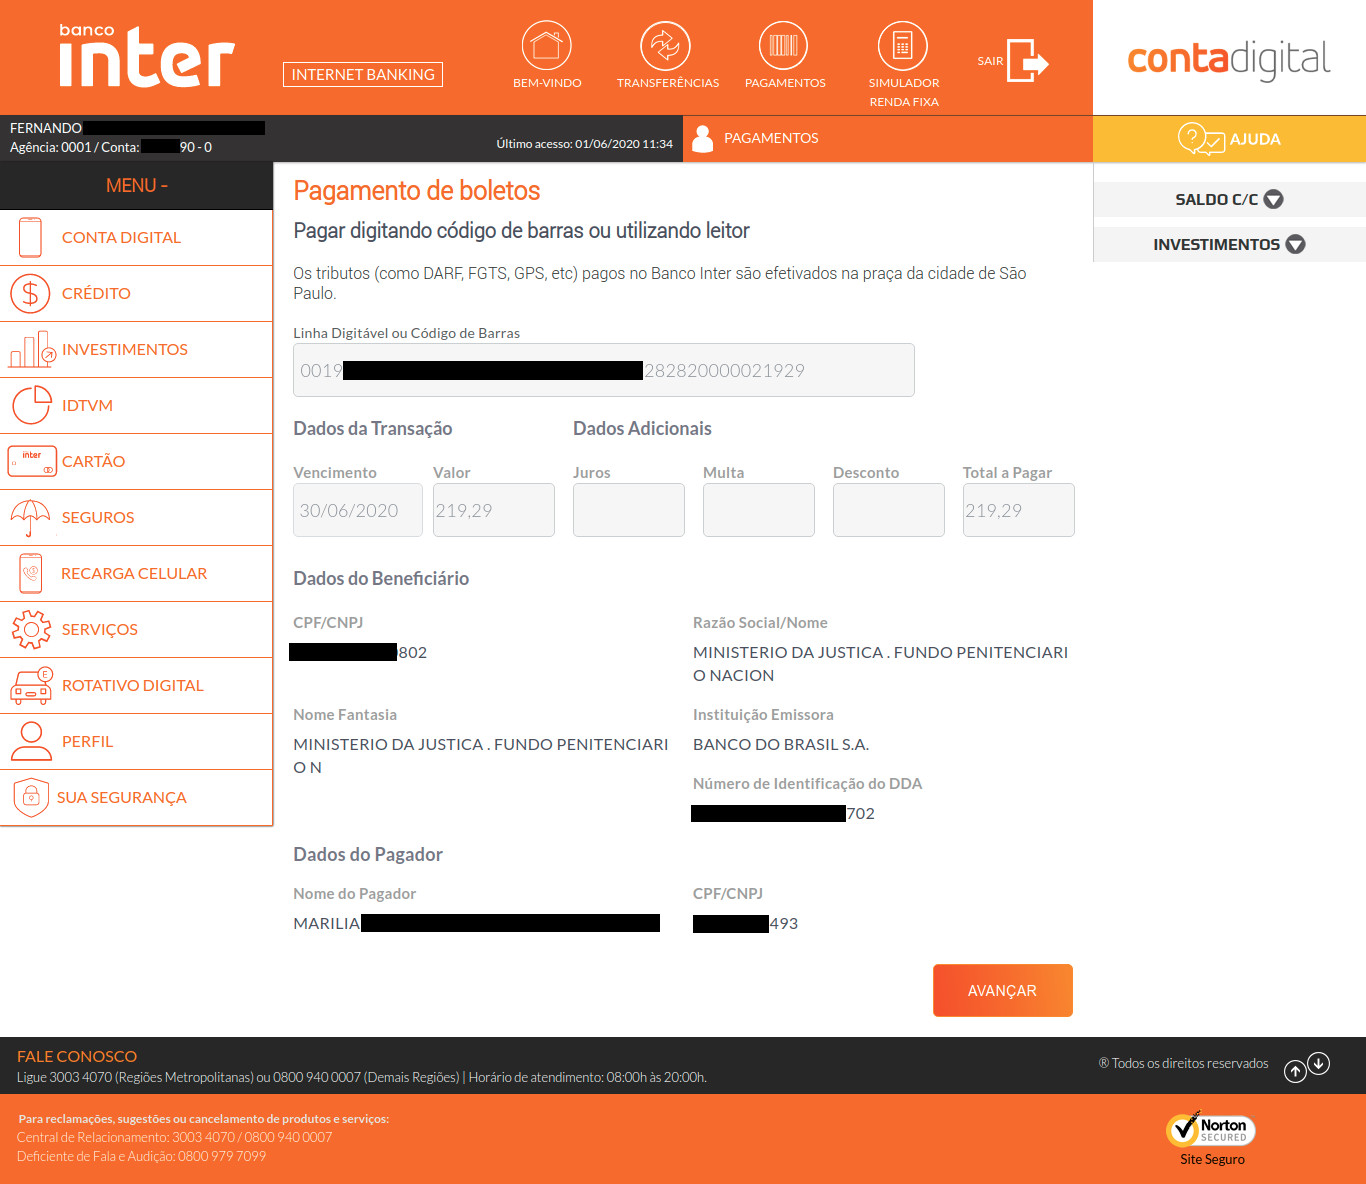 banco
inter
INTERNET BANKING
BEM-VINDO
TRANSFERÊNCIAS
PAGAMENTOS
SIMULADOR
RENDA FIXA
SAIR
contadigital
FERNANDO
Agência: 0001 / Conta: 90 - 0
Último acesso: 01/06/2020 11:34
PAGAMENTOS
AJUDA
MENU -
CONTA DIGITAL
CRÉDITO
INVESTIMENTOS
IDTVM
inter
CARTÃO
SEGUROS
RECARGA CELULAR
SERVIÇOS
E
ROTATIVO DIGITAL
PERFIL
SUA SEGURANÇA
SALDO C/C
INVESTIMENTOS
Pagamento de boletos
Pagar digitando código de barras ou utilizando leitor
Os tributos (como DARF, FGTS, GPS, etc) pagos no Banco Inter são efetivados na praça da cidade de São
Paulo.
Linha Digitável ou Código de Barras
0019 282820000021929
Dados da Transação
Dados Adicionais
Vencimento Valor Juros Multa Desconto Total a Pagar
30/06/2020 219,29 219,29
Dados do Beneficiário
CPF/CNPJ
802
Razão Social/Nome
MINISTERIO DA JUSTICA . FUNDO PENITENCIARI
O NACION
Nome Fantasia
MINISTERIO DA JUSTICA . FUNDO PENITENCIARI
O N
Instituição Emissora
BANCO DO BRASIL S.A.
Número de Identificação do DDA
702
Dados do Pagador
Nome do Pagador
MARILIA
CPF/CNPJ
493
AVANÇAR
FALE CONOSCO
Ligue 3003 4070 (Regiões Metropolitanas) ou 0800 940 0007 (Demais Regiões) | Horário de atendimento: 08:00h às 20:00h.
® Todos os direitos reservados
Para reclamações, sugestões ou cancelamento de produtos e serviços:
Central de Relacionamento: 3003 4070 / 0800 940 0007
Deficiente de Fala e Audição: 0800 979 7099
Norton
SECURED
Site Seguro